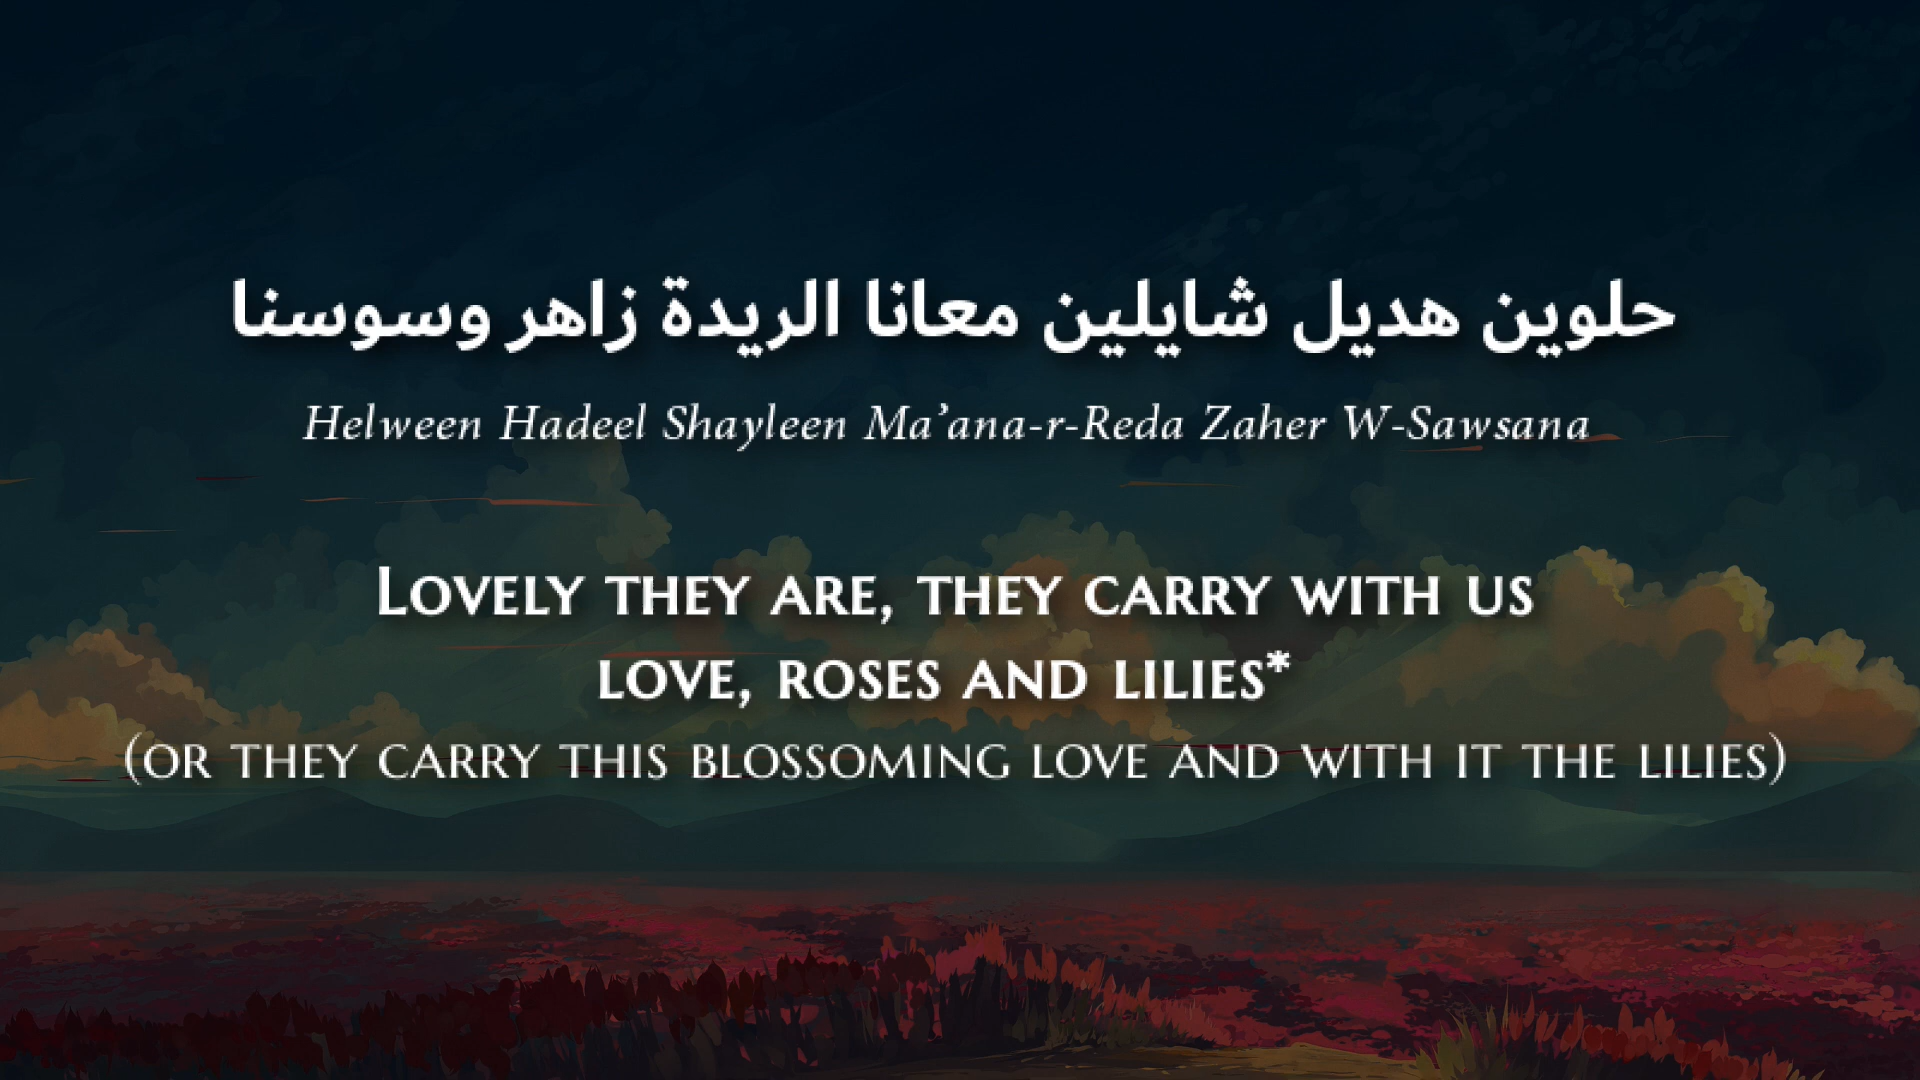 حلوين هديل شايلين معانا الريدة زاهر وسوسنا
Helween Hadeel Shayleen Ma’ana-r-Reda Zaher W-Sawsana
Lovely they are, they carry with us
love, roses and lilies*
(or they carry this blossoming love and with it the lilies)